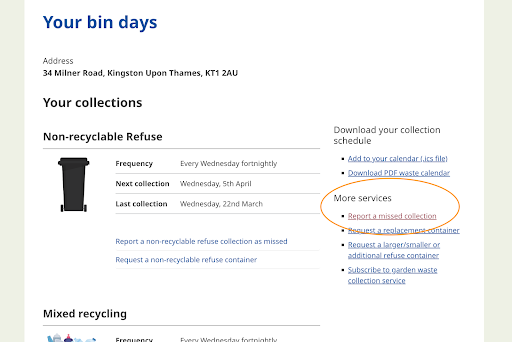 Your bin days
Address
34 Milner Road, Kingston Upon Thames, KT1 2AU
Your collections
Non-recyclable Refuse
Frequency Every Wednesday fortnightly
Next collection Wednesday, 5th April
Last collection Wednesday, 22nd March
Report a non-recyclable refuse collection as missed
Request a non-recyclable refuse container
Mixed recycling
Frequency Every Wednesday fortnightly
Download your collection
schedule
Add to your calendar (.ics file)
Download PDF waste calendar
More services
Report a missed collection
Request a replacement container
Request a larger/smaller or
additional refuse container
Subscribe to garden waste
collection service